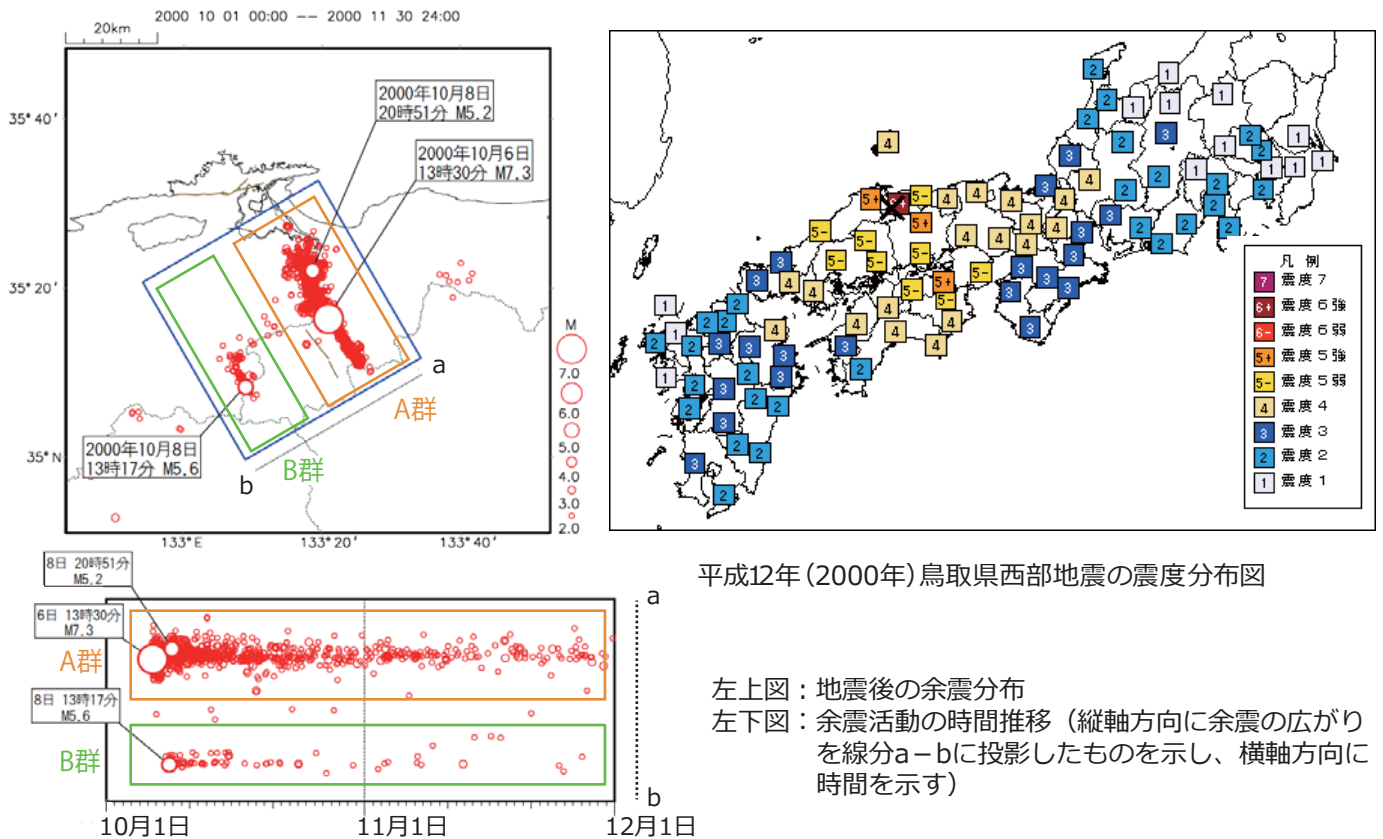 2000 10 01 00:00 -- 2000 11 30 24:00
20km
2000年10月8日
20時51分 M5.2
2000年10月6日
13時30分 M7.3
35°40′
35°20′
35°N
133°E
133°20′
133°40′
a
A群
B群
b
2000年10月8日
13時17分 M5.6
M
7.0
6.0
5.0
4.0
3.0
2.0
凡例
7 震度7
6+ 震度6強
6- 震度6弱
5+ 震度5強
5- 震度5弱
4 震度4
3 震度3
2 震度2
1 震度1
平成12年(2000年)鳥取県西部地震の震度分布図
8日 20時51分
M5.2
6日 13時30分
M7.3
A群
8日 13時17分
M5.6
B群
a
b
10月1日
11月1日
12月1日
左上図：地震後の余震分布
左下図：余震活動の時間推移（縦軸方向に余震の広がり
を線分a－bに投影したものを示し、横軸方向に
時間を示す）